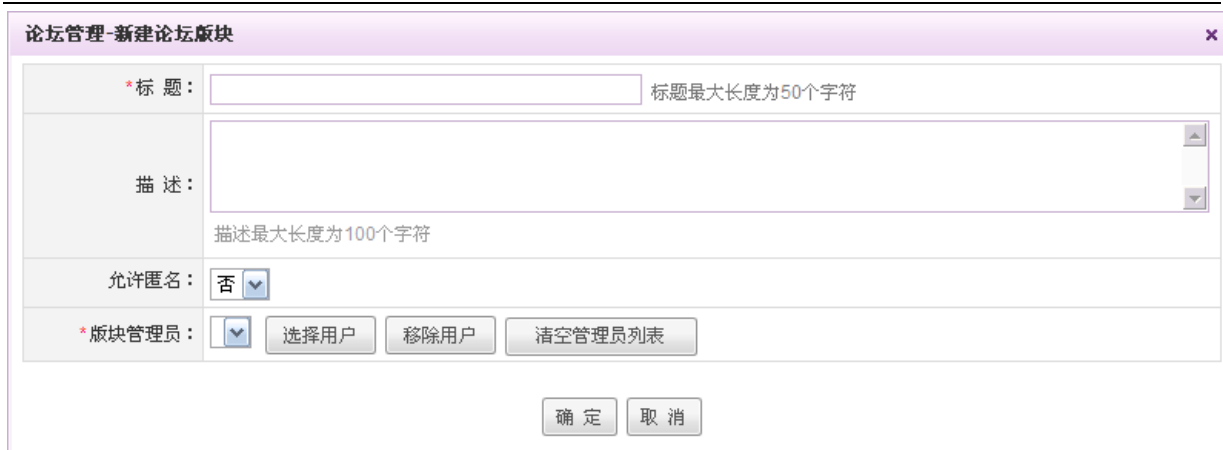 论坛管理-新建论坛版块
*标 题：标题最大长度为50个字符
描 述：
描述最大长度为100个字符
允许匿名：否
*版块管理员：选择用户 移除用户 清空管理员列表
确 定 取 消